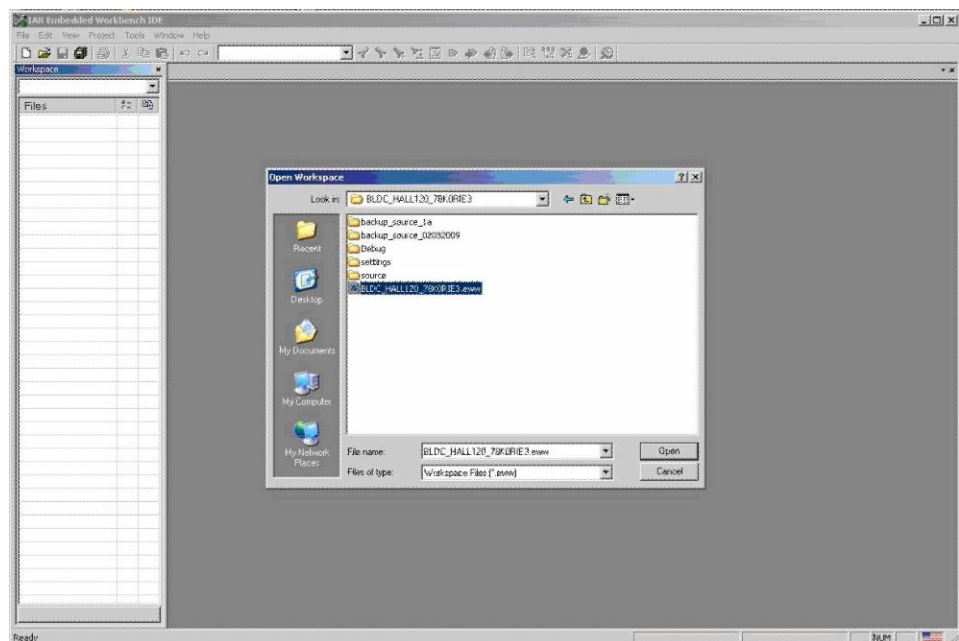 IAR Embedded Workbench IDE
File Edit View Project Tools Window Help
Workspace
Files
Open Workspace
Look in: BLDC_HALL120_78K0RIE3
backup_source_1a
backup_source_02032009
Debug
settings
source
BLDC_HALL120_78K0RIE3.eww
Recent
Desktop
My Documents
My Computer
My Network Places
File name: BLDC_HALL120_78K0RIE3.eww Open
Files of type: Workspace Files (*.eww) Cancel
Ready NUM